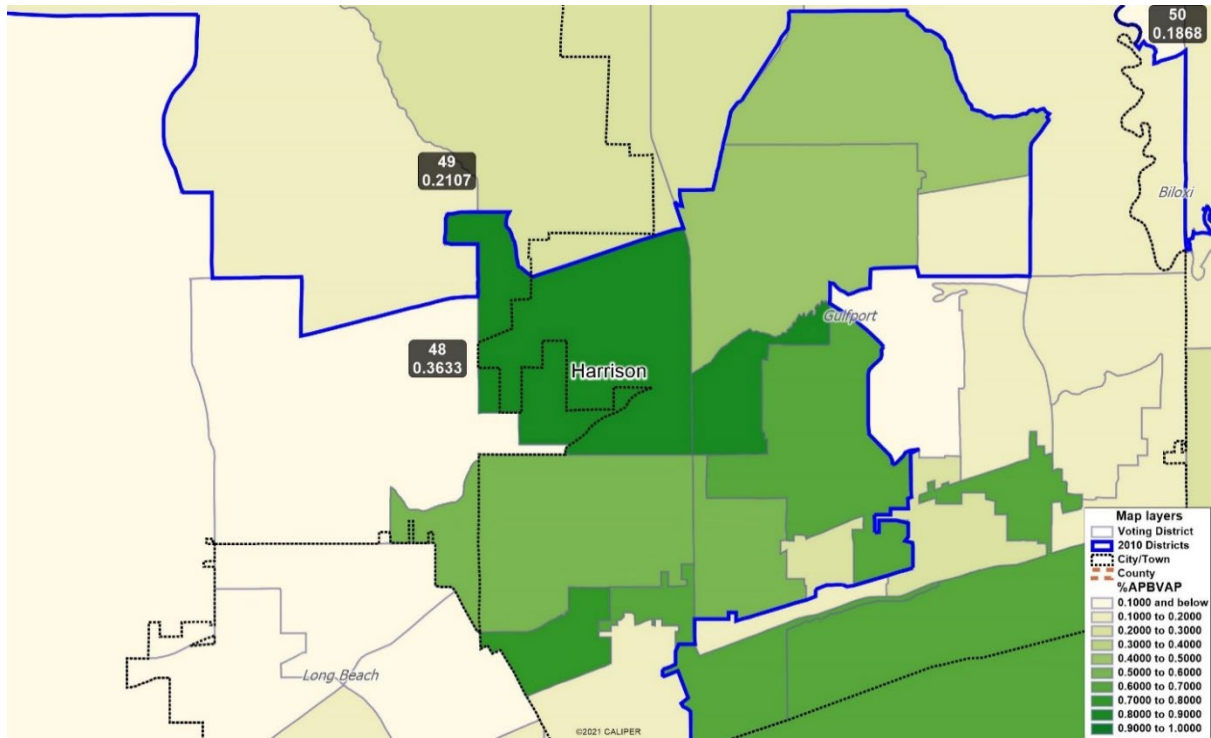 50
0.1868
49
0.2107
Biloxi
Gulfport
48
0.3633
Harrison
Long Beach
Map layers
Voting District
2010 Districts
City/Town
County
%APBVAP
0.1000 and below
0.1000 to 0.2000
0.2000 to 0.3000
0.3000 to 0.4000
0.4000 to 0.5000
0.5000 to 0.6000
0.6000 to 0.7000
0.7000 to 0.8000
0.8000 to 0.9000
0.9000 to 1.0000
©2021 CALIPER